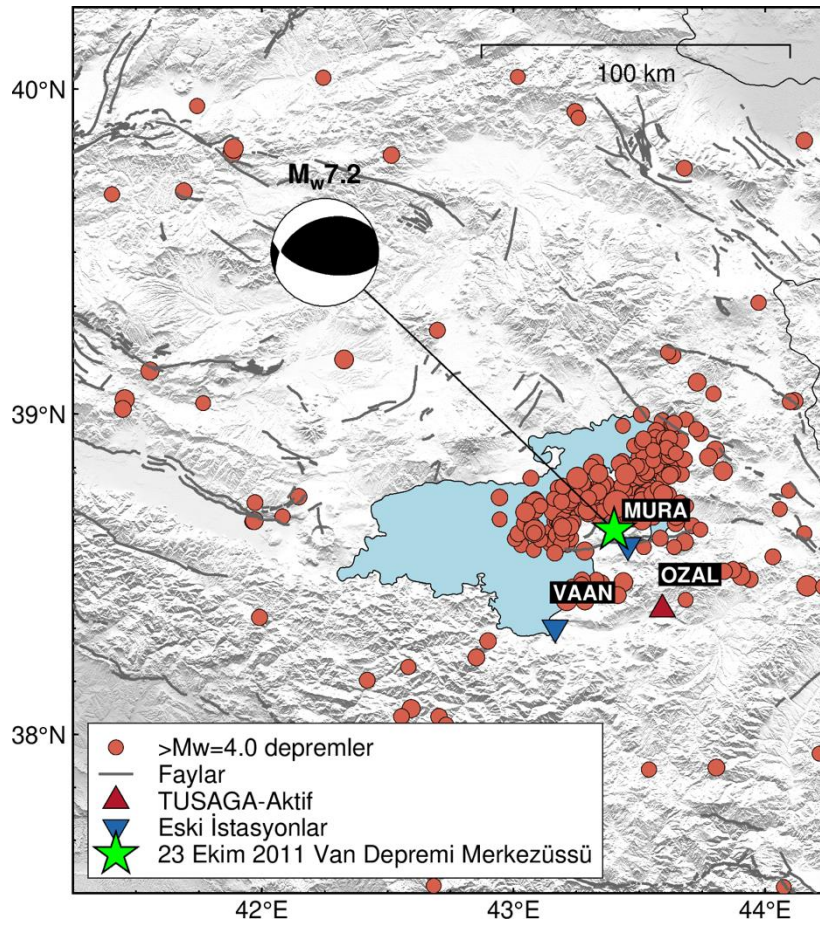 100 km
40°N
Mw7.2
39°N
MURA
OZAL
VAAN
38°N
>Mw=4.0 depremler
Faylar
TUSAGA-Aktif
Eski İstasyonlar
23 Ekim 2011 Van Depremi Merkezüssü
42°E
43°E
44°E